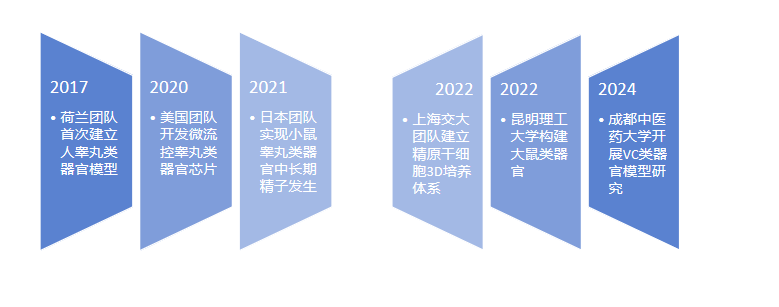 2017
• 荷兰团队
首次建立
人睾丸类
器官模型
2020
• 美国团队
开发微流
控睾丸类
器官芯片
2021
• 日本团队
实现小鼠
睾丸类器
官中长期
精子发生
2022
• 上海交大
团队建立
精原干细
胞3D培养
体系
2022
• 昆明理工
大学构建
大鼠类器
官
2024
• 成都中医
药大学开
展VC类器
官模型研
究